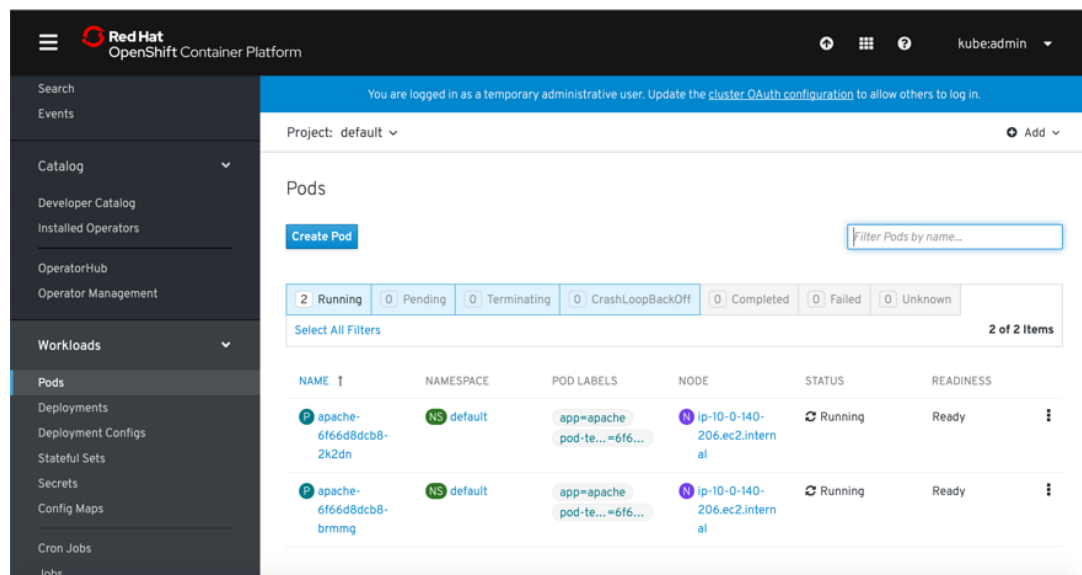 Red Hat
OpenShift Container Platform
kube:admin
Search
Events
Catalog
Developer Catalog
Installed Operators
OperatorHub
Operator Management
Workloads
Pods
Deployments
Deployment Configs
Stateful Sets
Secrets
Config Maps
Cron Jobs
Jobs
You are logged in as a temporary administrative user. Update the cluster OAuth configuration to allow others to log in.
Project: default
Add
Pods
Create Pod
Filter Pods by name...
2 Running 0 Pending 0 Terminating 0 CrashLoopBackOff 0 Completed 0 Failed 0 Unknown
Select All Filters 2 of 2 Items
NAME ↑ NAMESPACE POD LABELS NODE STATUS READINESS
P apache- NS default app=apache N ip-10-0-140- Running Ready
6f66d8dcb8- pod-te...=6f6... 206.ec2.intern
2k2dn al
P apache- NS default app=apache N ip-10-0-140- Running Ready
6f66d8dcb8- pod-te...=6f6... 206.ec2.intern
brmmg al